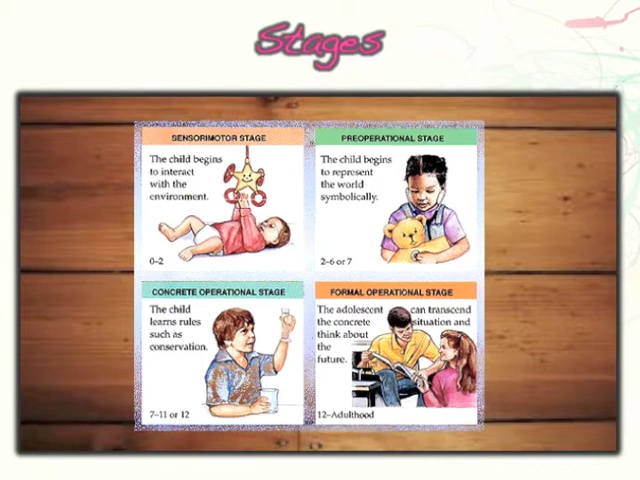 Stages
SENSORIMOTOR STAGE
The child begins
to interact
with the
environment.
0–2
PREOPERATIONAL STAGE
The child begins
to represent
the world
symbolically.
2–6 or 7
CONCRETE OPERATIONAL STAGE
The child
learns rules
such as
conservation.
7–11 or 12
FORMAL OPERATIONAL STAGE
The adolescent can transcend
the concrete situation and
think about
the
future.
12–Adulthood